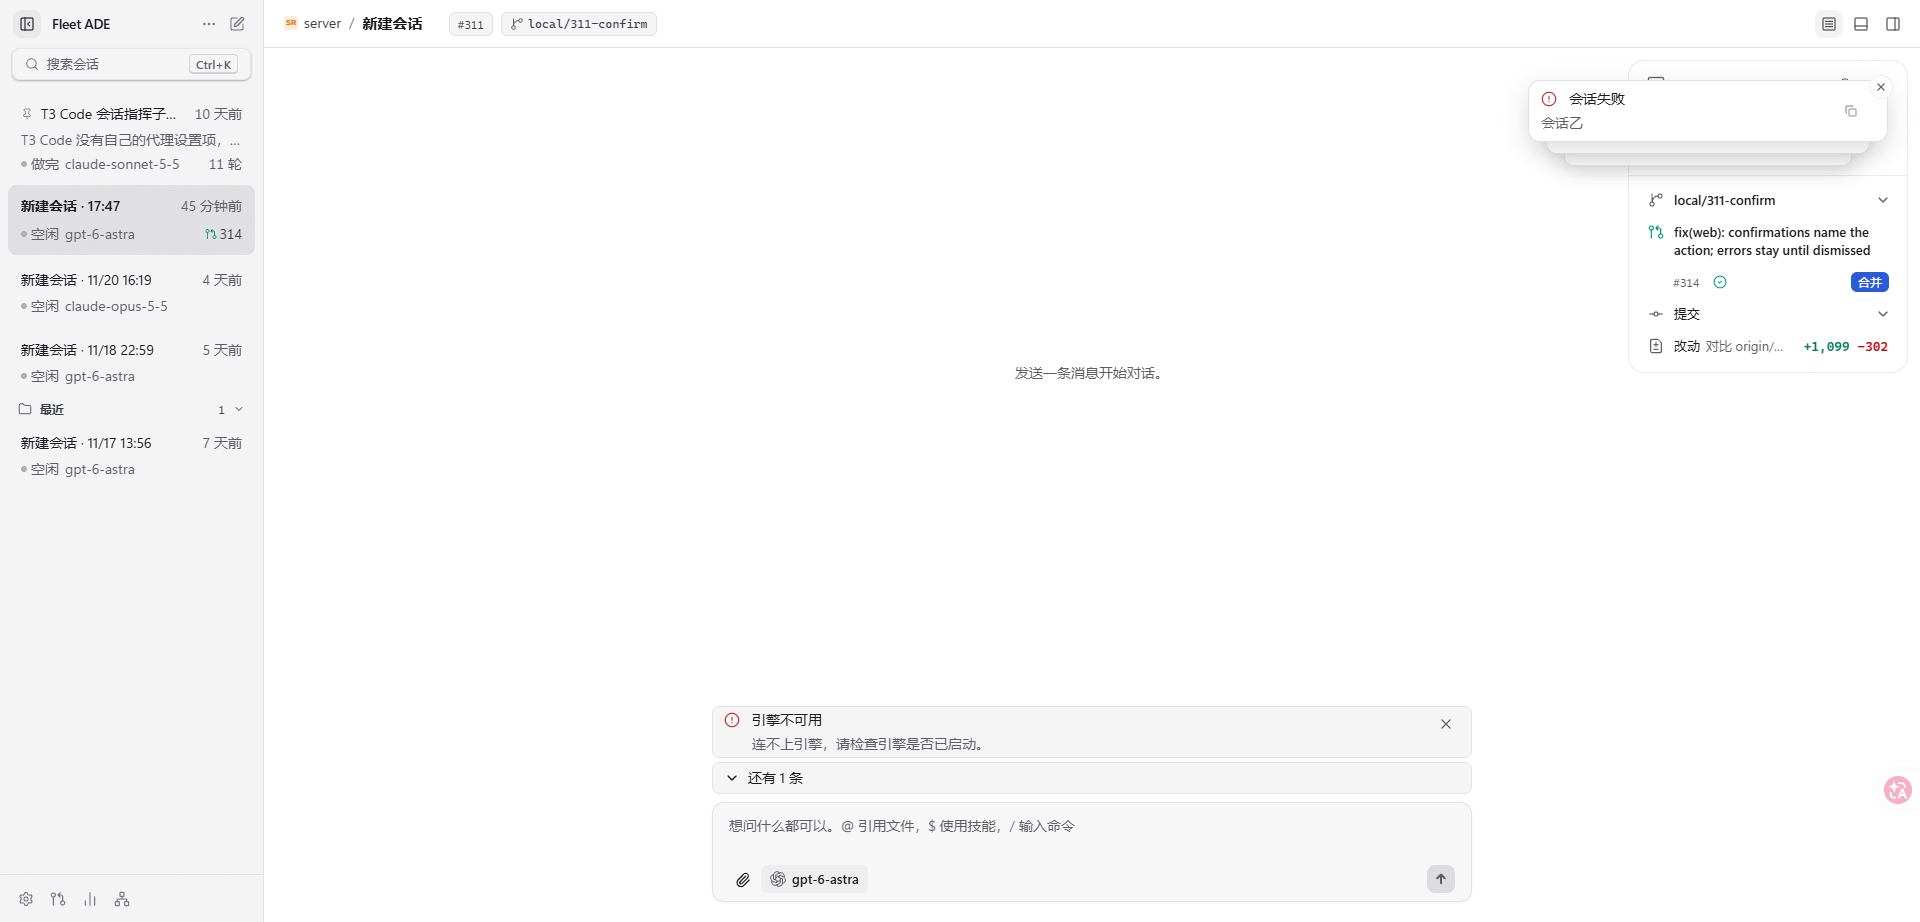 Fleet ADE
搜索会话 Ctrl+K
T3 Code 会话指挥子... 10 天前
T3 Code 没有自己的代理设置项，...
做完 claude-sonnet-5-5 11 轮
新建会话 · 17:47 45 分钟前
空闲 gpt-6-astra 314
新建会话 · 11/20 16:19 4 天前
空闲 claude-opus-5-5
新建会话 · 11/18 22:59 5 天前
空闲 gpt-6-astra
最近 1
新建会话 · 11/17 13:56 7 天前
空闲 gpt-6-astra
SR server / 新建会话 #311 local/311-confirm
会话失败
会话乙
local/311-confirm
fix(web): confirmations name the
action; errors stay until dismissed
#314 合并
提交
改动 对比 origin/... +1,099 −302
发送一条消息开始对话。
引擎不可用
连不上引擎，请检查引擎是否已启动。
还有 1 条
想问什么都可以。@ 引用文件，$ 使用技能，/ 输入命令
gpt-6-astra